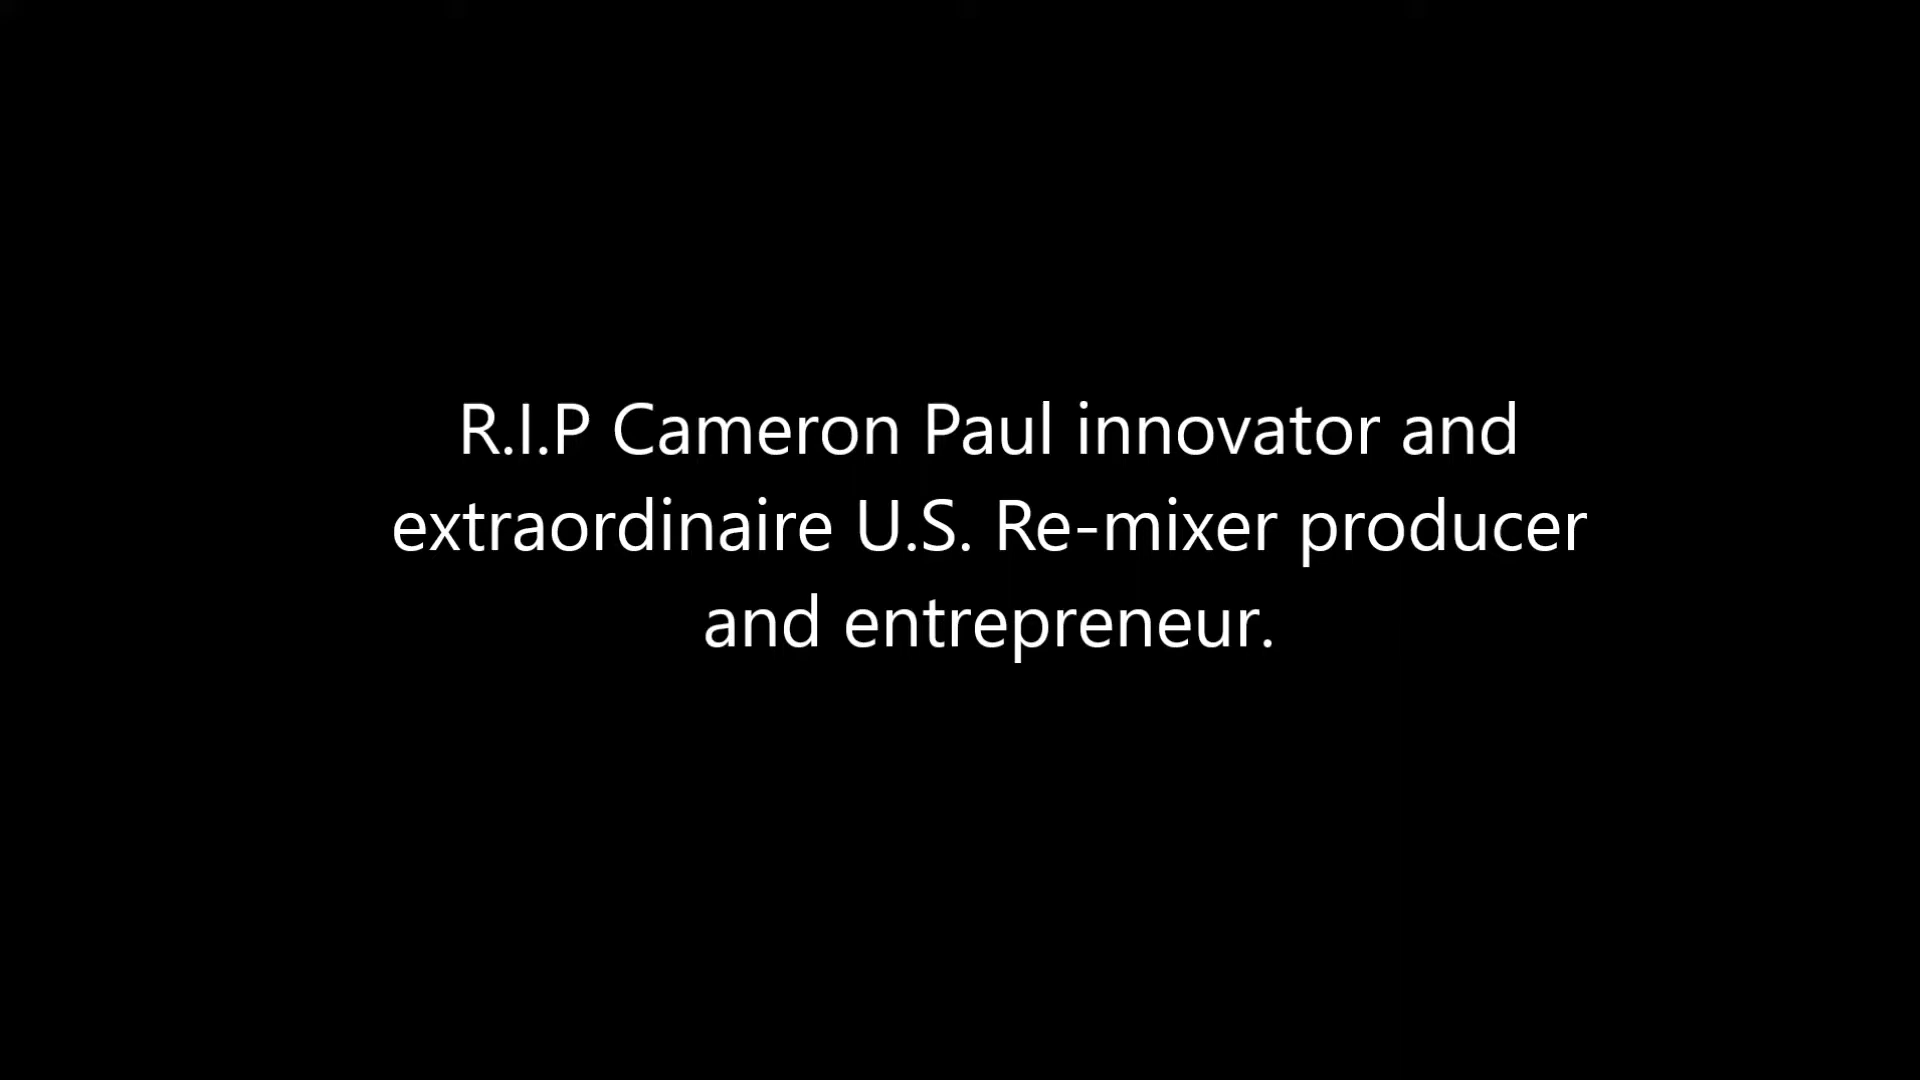 R.I.P Cameron Paul innovator and
extraordinaire U.S. Re-mixer producer
and entrepreneur.